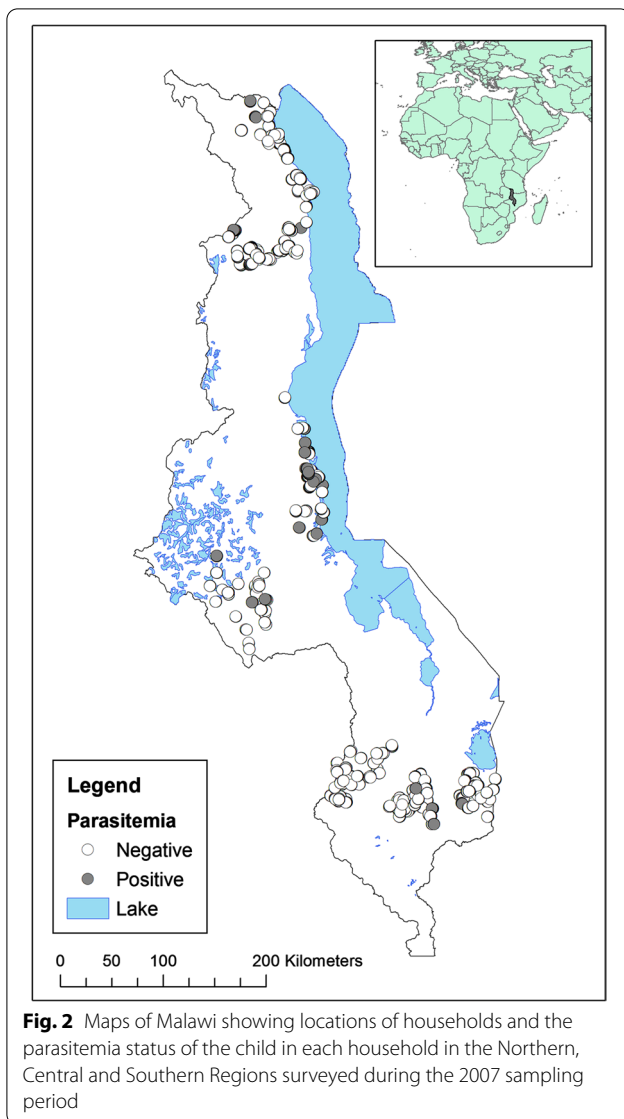 Legend
Parasitemia
Negative
Positive
Lake
0 50 100 200 Kilometers
Fig. 2 Maps of Malawi showing locations of households and the
parasitemia status of the child in each household in the Northern,
Central and Southern Regions surveyed during the 2007 sampling
period